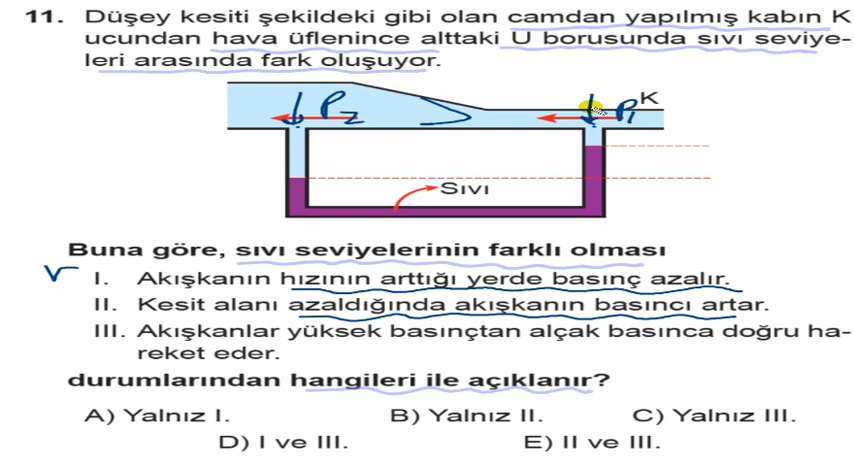 11. Düşey kesiti şekildeki gibi olan camdan yapılmış kabın K
ucundan hava üflenince alttaki U borusunda sıvı seviye-
leri arasında fark oluşuyor.
P2
P1
K
Sıvı
Buna göre, sıvı seviyelerinin farklı olması
I. Akışkanın hızının arttığı yerde basınç azalır.
II. Kesit alanı azaldığında akışkanın basıncı artar.
III. Akışkanlar yüksek basınçtan alçak basınca doğru ha-
reket eder.
durumlarından hangileri ile açıklanır?
A) Yalnız I. B) Yalnız II. C) Yalnız III.
D) I ve III. E) II ve III.